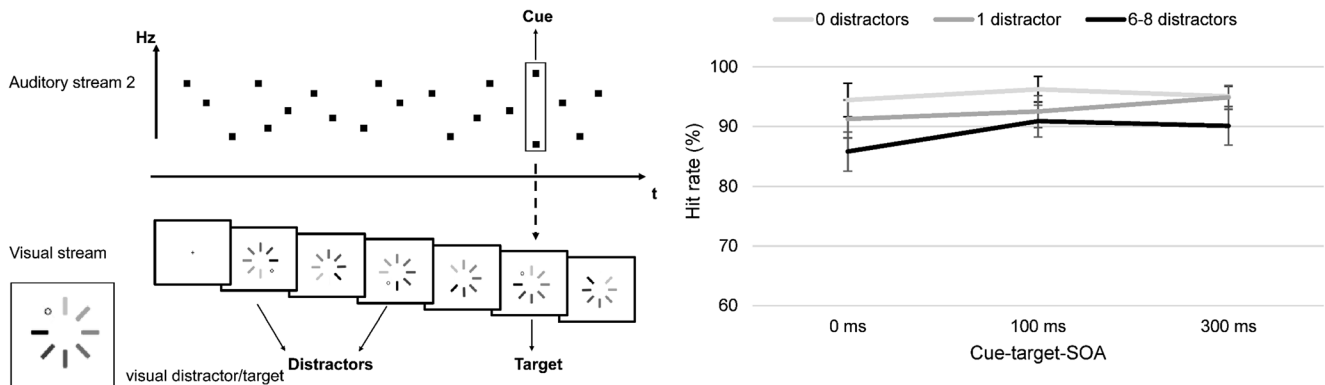 Cue
Hz
Auditory stream 2
t
Visual stream
Distractors
Target
visual distractor/target
0 distractors
1 distractor
6-8 distractors
100
90
80
70
60
Hit rate (%)
0 ms
100 ms
300 ms
Cue-target-SOA